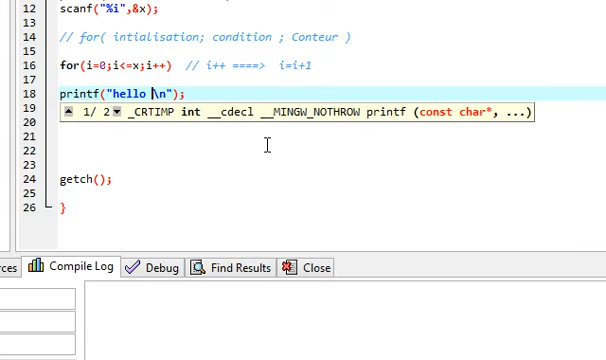 12 scanf("%i",&x);
13
14 // for( intialisation; condition ; Conteur )
15
16 for(i=0;i<=x;i++) // i++ ====> i=i+1
17
18 printf("hello \n");
19 1/ 2 _CRTIMP int __cdecl __MINGW_NOTHROW printf (const char*, ...)
20
21
22
23
24 getch();
25
26 }
rces Compile Log Debug Find Results Close